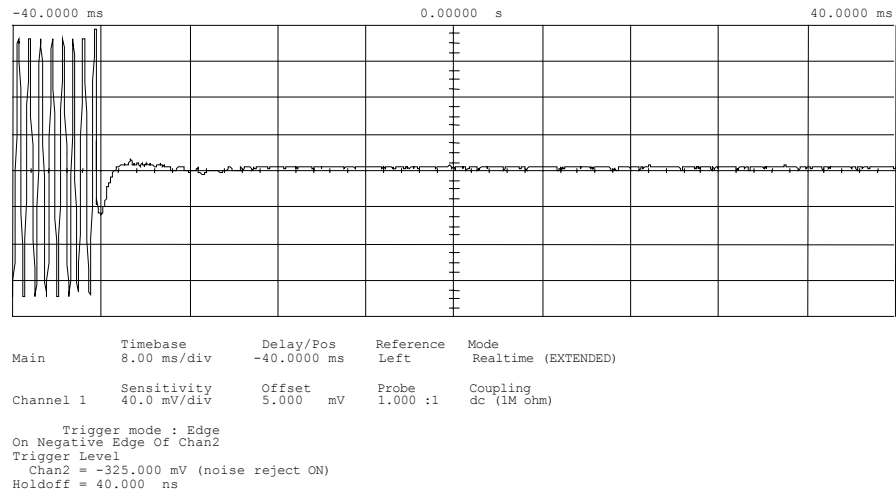 -40.0000 ms 0.00000 s 40.0000 ms
Timebase Delay/Pos Reference Mode
Main 8.00 ms/div -40.0000 ms Left Realtime (EXTENDED)
Sensitivity Offset Probe Coupling
Channel 1 40.0 mV/div 5.000 mV 1.000 :1 dc (1M ohm)
Trigger mode : Edge
On Negative Edge Of Chan2
Trigger Level
Chan2 = -325.000 mV (noise reject ON)
Holdoff = 40.000 ns